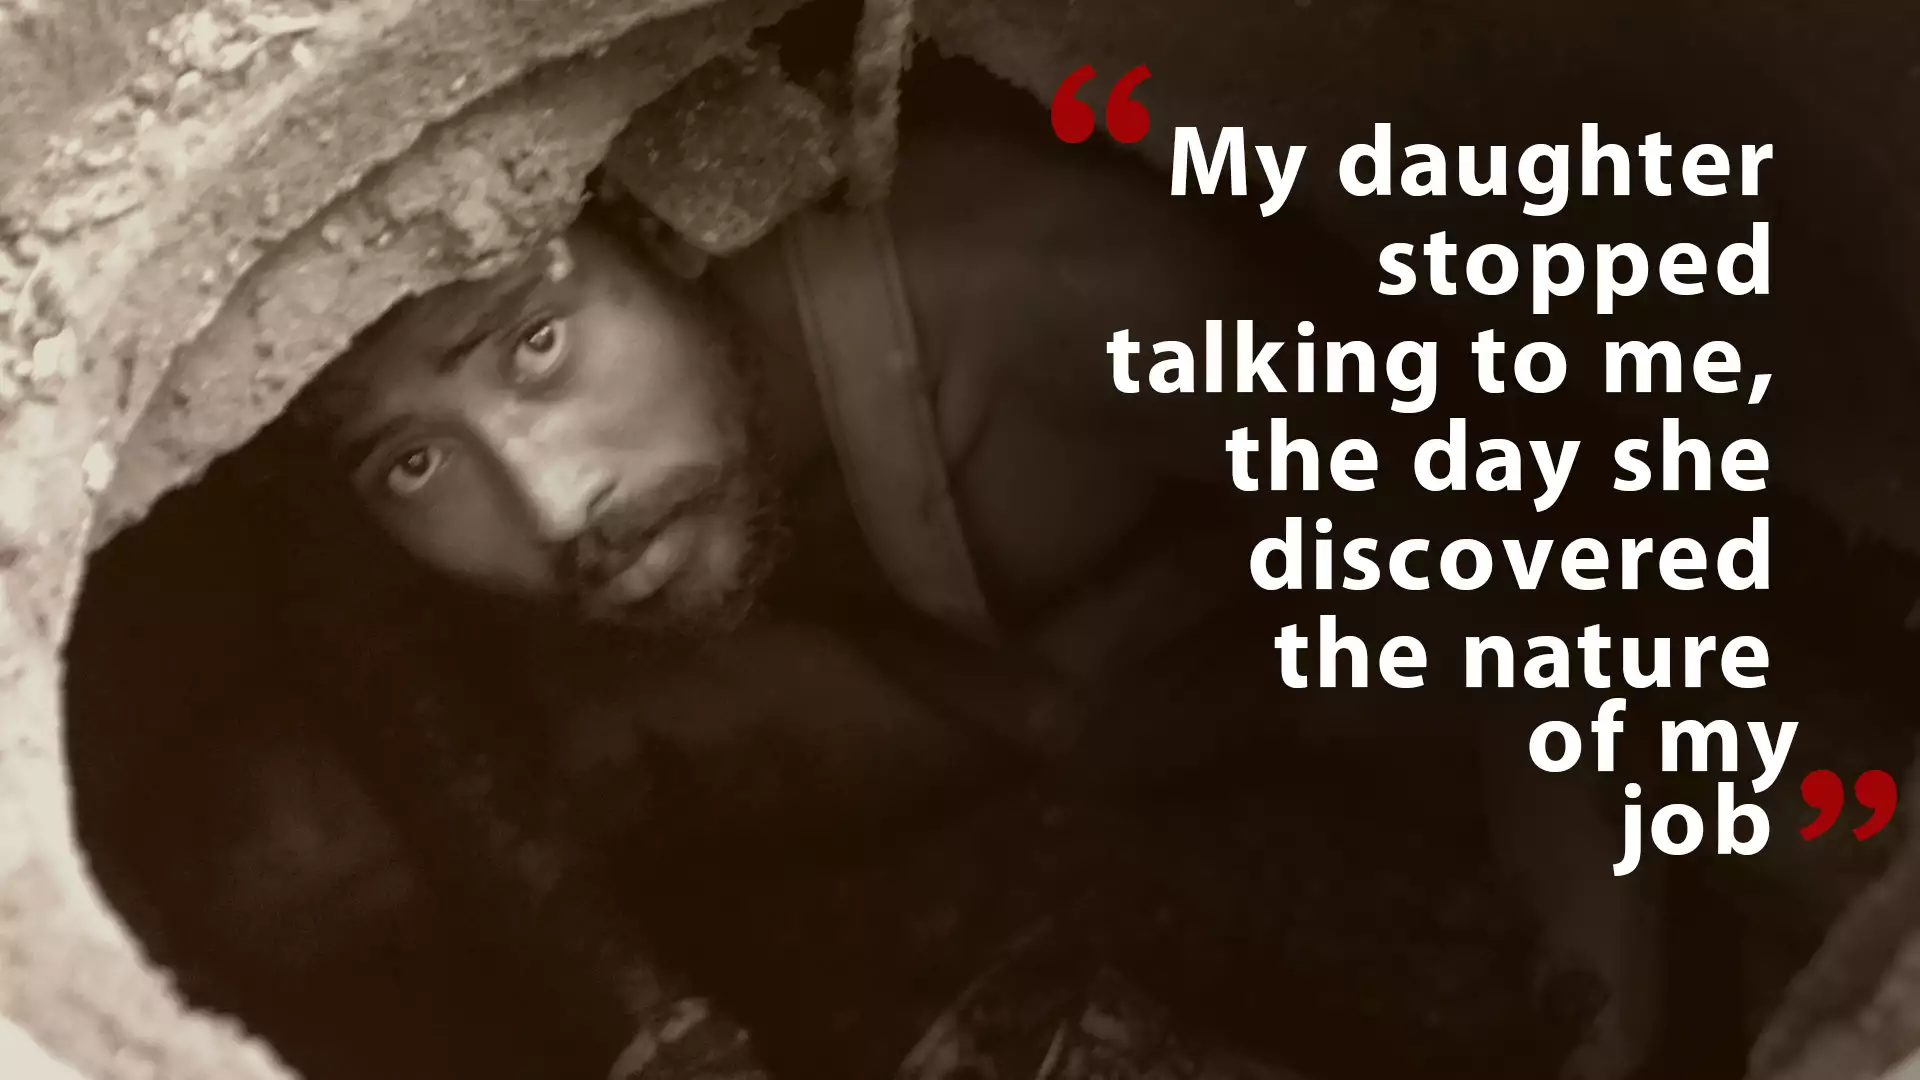 “My daughter
stopped
talking to me,
the day she
discovered
the nature
of my
job”